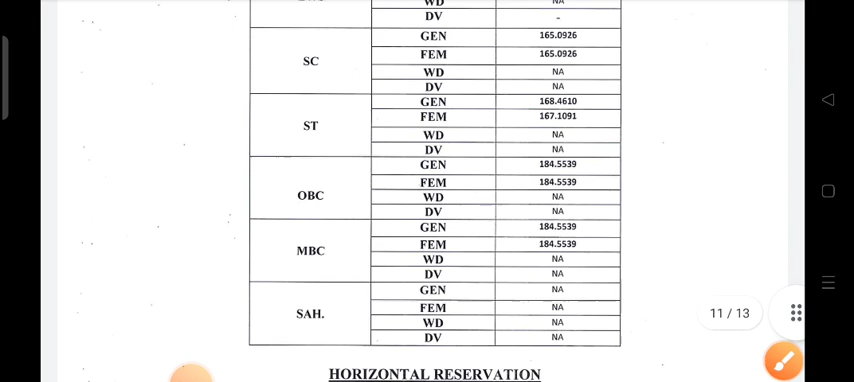 WD NA
DV -
SC
GEN 165.0926
FEM 165.0926
WD NA
DV NA
ST
GEN 168.4610
FEM 167.1091
WD NA
DV NA
OBC
GEN 184.5539
FEM 184.5539
WD NA
DV NA
MBC
GEN 184.5539
FEM 184.5539
WD NA
DV NA
SAH.
GEN NA
FEM NA
WD NA
DV NA
11 / 13
HORIZONTAL RESERVATION